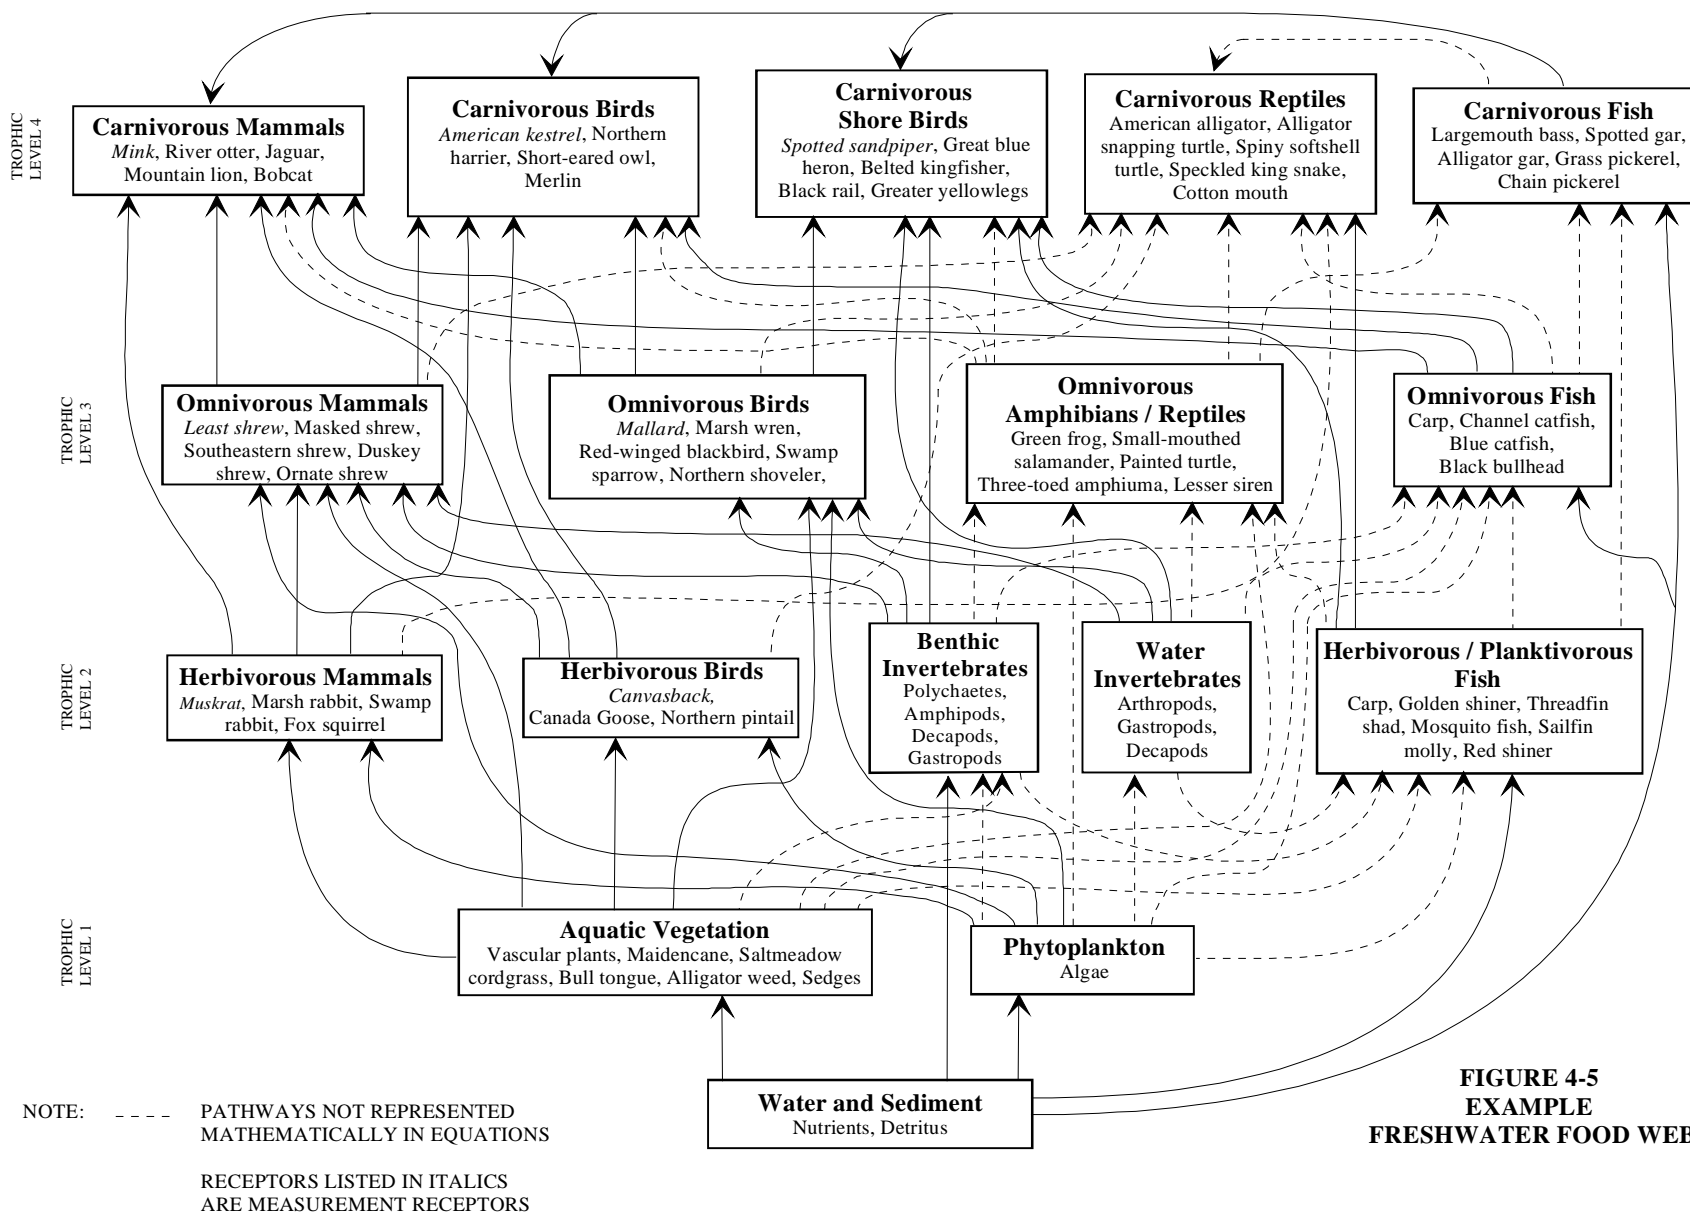 TROPHIC
LEVEL 4
Carnivorous Mammals
Mink, River otter, Jaguar,
Mountain lion, Bobcat
Carnivorous Birds
American kestrel, Northern
harrier, Short-eared owl,
Merlin
Carnivorous
Shore Birds
Spotted sandpiper, Great blue
heron, Belted kingfisher,
Black rail, Greater yellowlegs
Carnivorous Reptiles
American alligator, Alligator
snapping turtle, Spiny softshell
turtle, Speckled king snake,
Cotton mouth
Carnivorous Fish
Largemouth bass, Spotted gar,
Alligator gar, Grass pickerel,
Chain pickerel
TROPHIC
LEVEL 3
Omnivorous Mammals
Least shrew, Masked shrew,
Southeastern shrew, Duskey
shrew, Ornate shrew
Omnivorous Birds
Mallard, Marsh wren,
Red-winged blackbird, Swamp
sparrow, Northern shoveler,
Omnivorous
Amphibians / Reptiles
Green frog, Small-mouthed
salamander, Painted turtle,
Three-toed amphiuma, Lesser siren
Omnivorous Fish
Carp, Channel catfish,
Blue catfish,
Black bullhead
TROPHIC
LEVEL 2
Herbivorous Mammals
Muskrat, Marsh rabbit, Swamp
rabbit, Fox squirrel
Herbivorous Birds
Canvasback,
Canada Goose, Northern pintail
Benthic
Invertebrates
Polychaetes,
Amphipods,
Decapods,
Gastropods
Water
Invertebrates
Arthropods,
Gastropods,
Decapods
Herbivorous / Planktivorous
Fish
Carp, Golden shiner, Threadfin
shad, Mosquito fish, Sailfin
molly, Red shiner
TROPHIC
LEVEL 1
Aquatic Vegetation
Vascular plants, Maidencane, Saltmeadow
cordgrass, Bull tongue, Alligator weed, Sedges
Phytoplankton
Algae
Water and Sediment
Nutrients, Detritus
NOTE:
PATHWAYS NOT REPRESENTED
MATHEMATICALLY IN EQUATIONS
RECEPTORS LISTED IN ITALICS
ARE MEASUREMENT RECEPTORS
FIGURE 4-5
EXAMPLE
FRESHWATER FOOD WEB